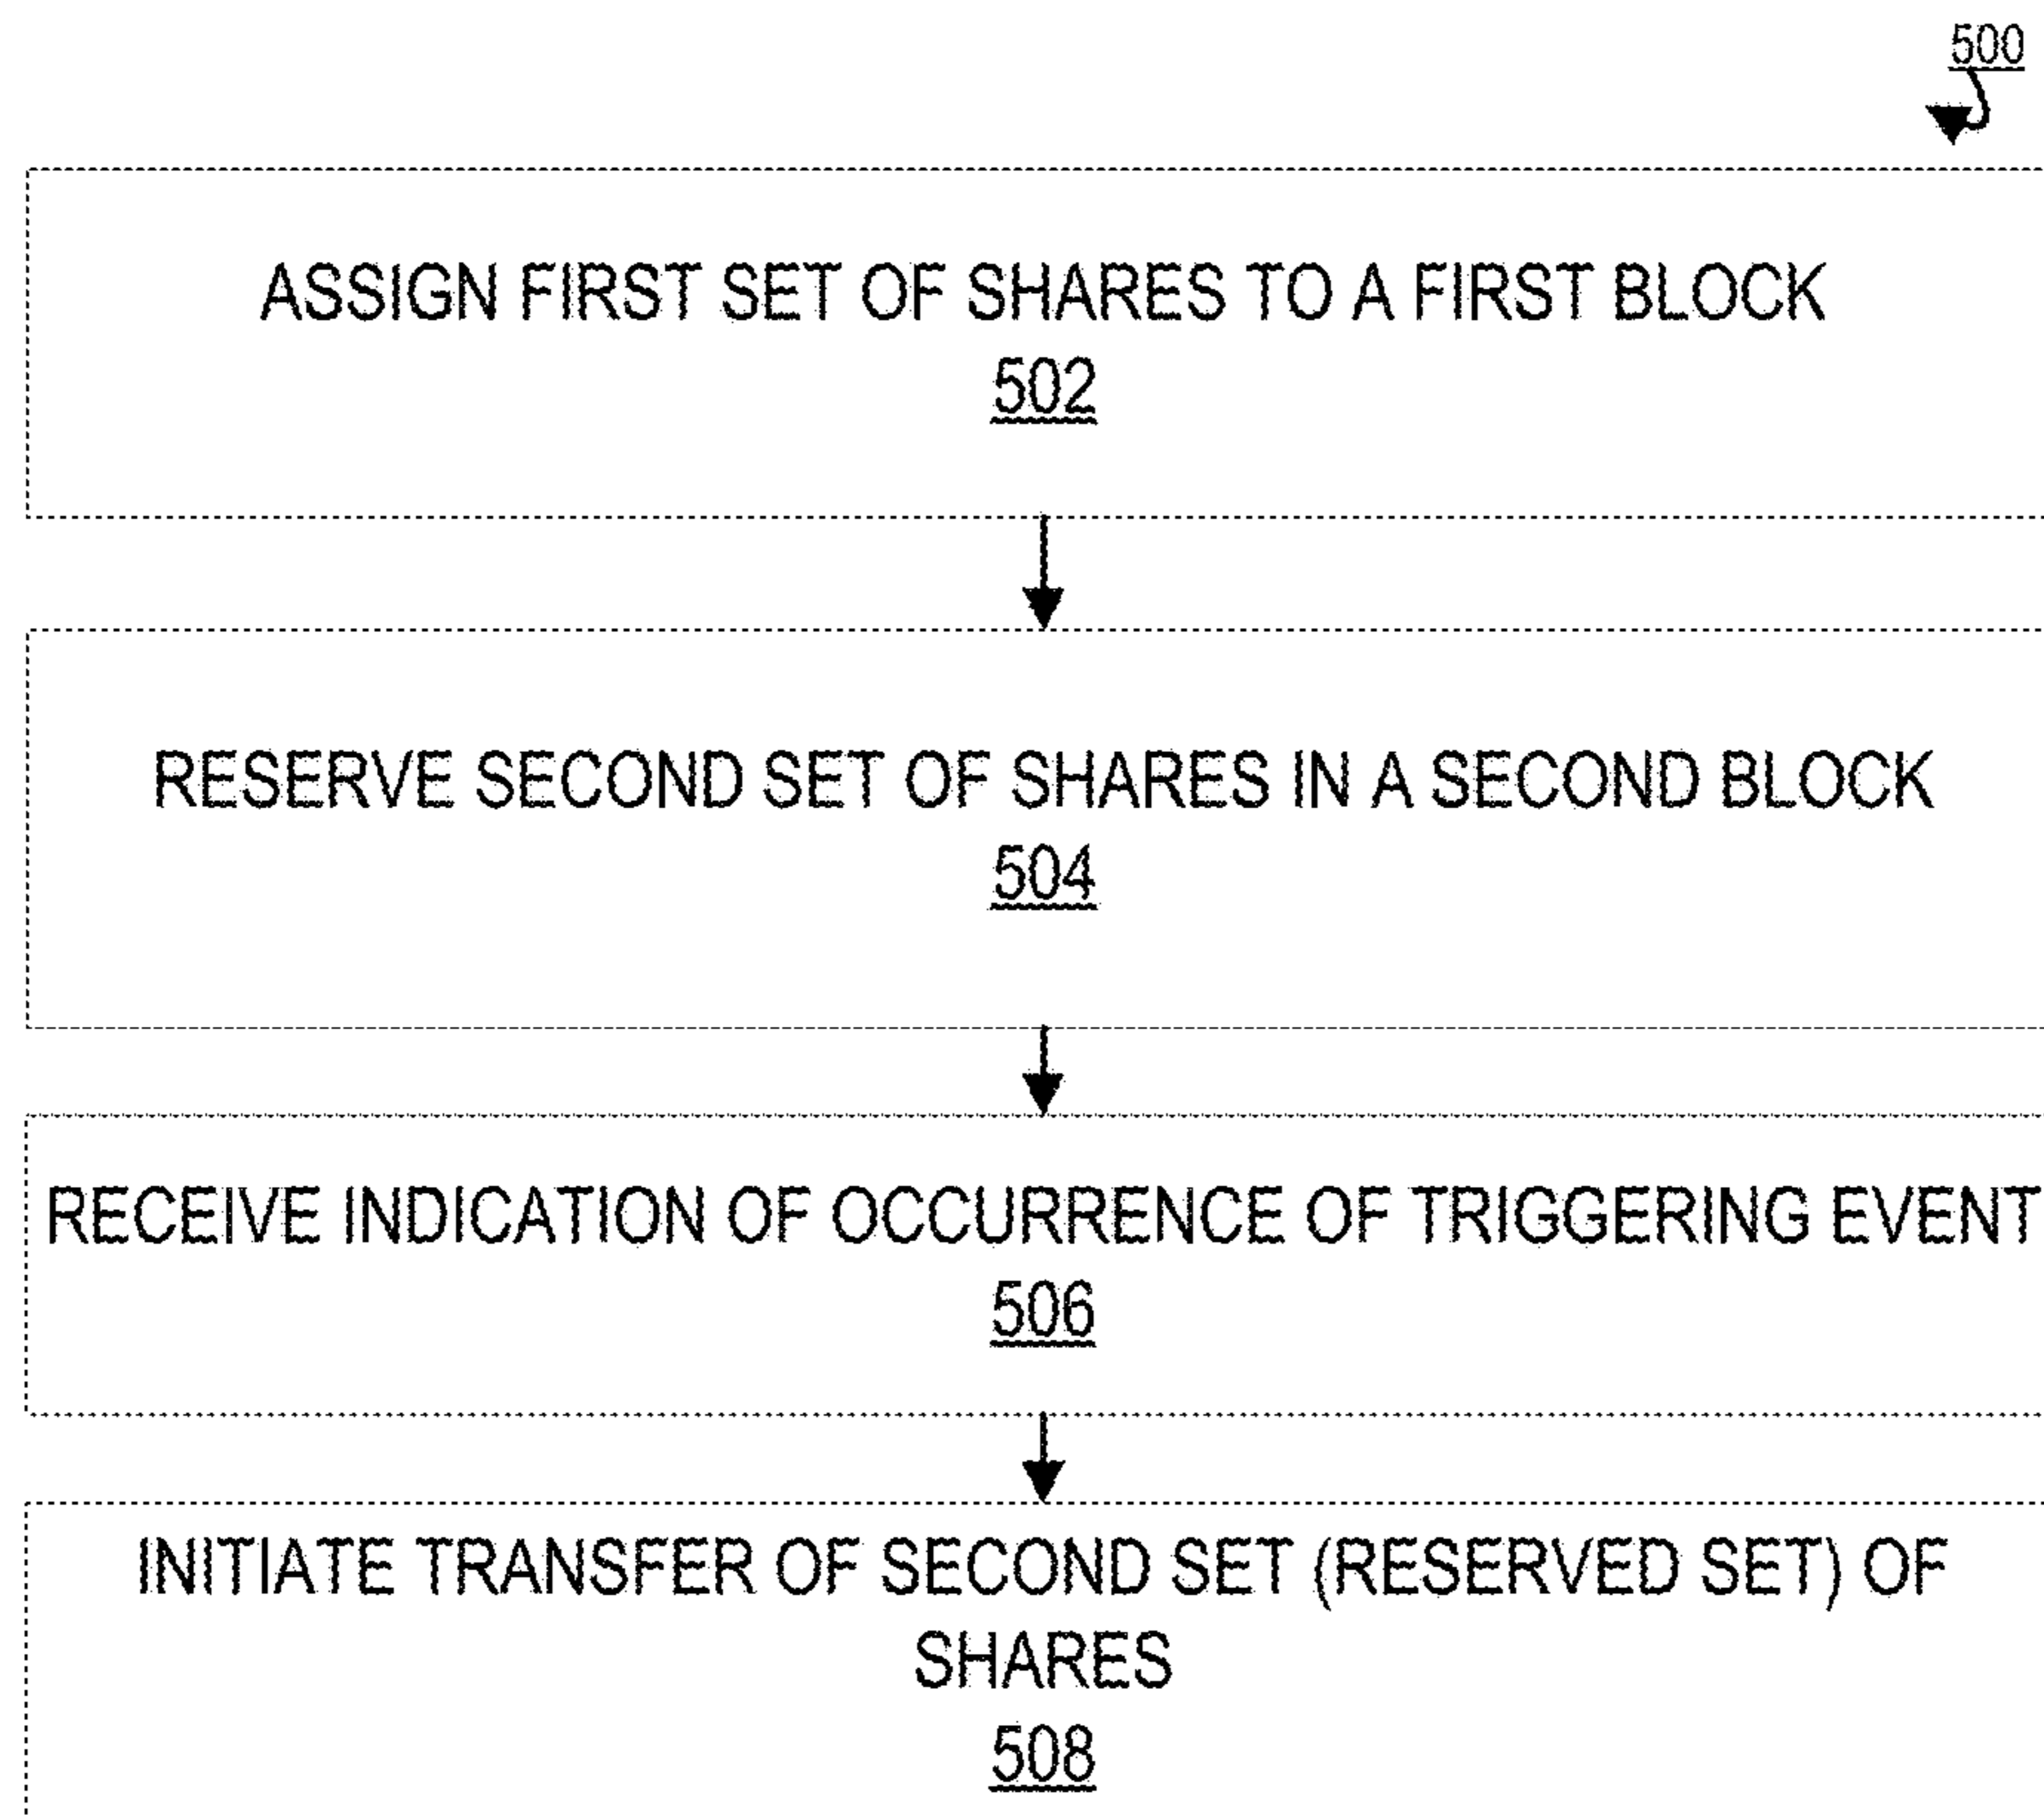 500
ASSIGN FIRST SET OF SHARES TO A FIRST BLOCK
502
RESERVE SECOND SET OF SHARES IN A SECOND BLOCK
504
RECEIVE INDICATION OF OCCURRENCE OF TRIGGERING EVENT
506
INITIATE TRANSFER OF SECOND SET (RESERVED SET) OF
SHARES
508